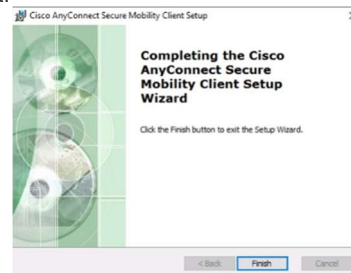 Cisco AnyConnect Secure Mobility Client Setup
Completing the Cisco
AnyConnect Secure
Mobility Client Setup
Wizard
Click the Finish button to exit the Setup Wizard.
< Back Finish Cancel